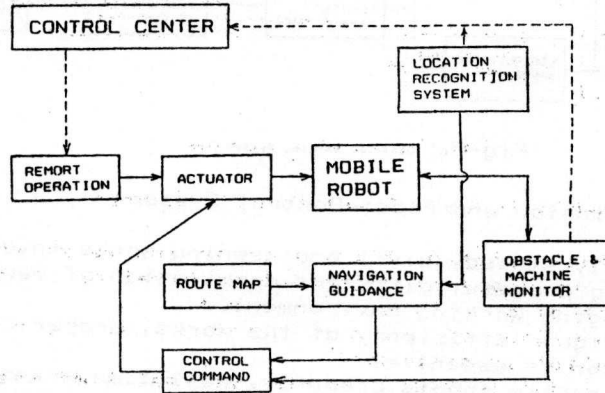 CONTROL CENTER
LOCATION
RECOGNITION
SYSTEM
REMORT
OPERATION
ACTUATOR
MOBILE
ROBOT
ROUTE MAP
NAVIGATION
GUIDANCE
OBSTACLE &
MACHINE
MONITOR
CONTROL
COMMAND